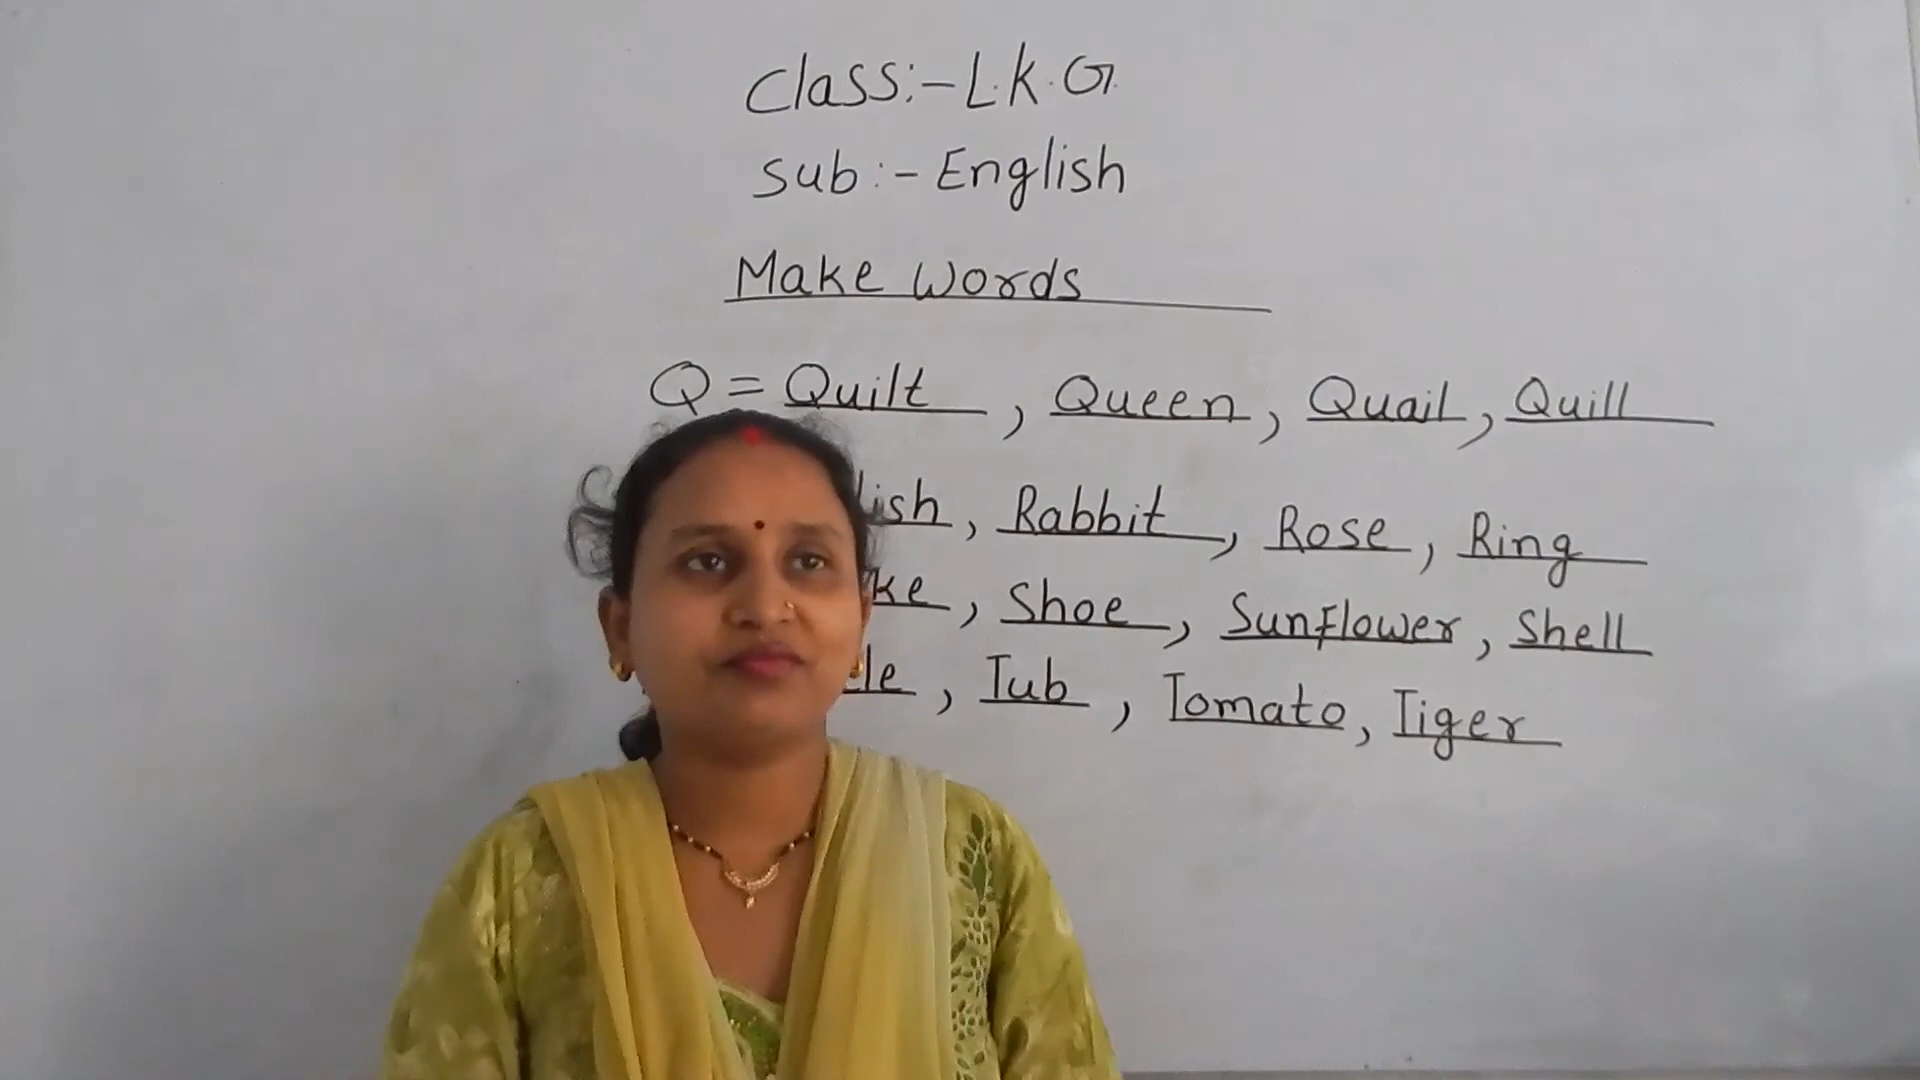 Class:- L.K.G.
Sub:- English
Make Words
Q = Quilt, Queen, Quail, Quill
Rabbit, Rose, Ring
Shoe, Sunflower, Shell
Tub, Tomato, Tiger